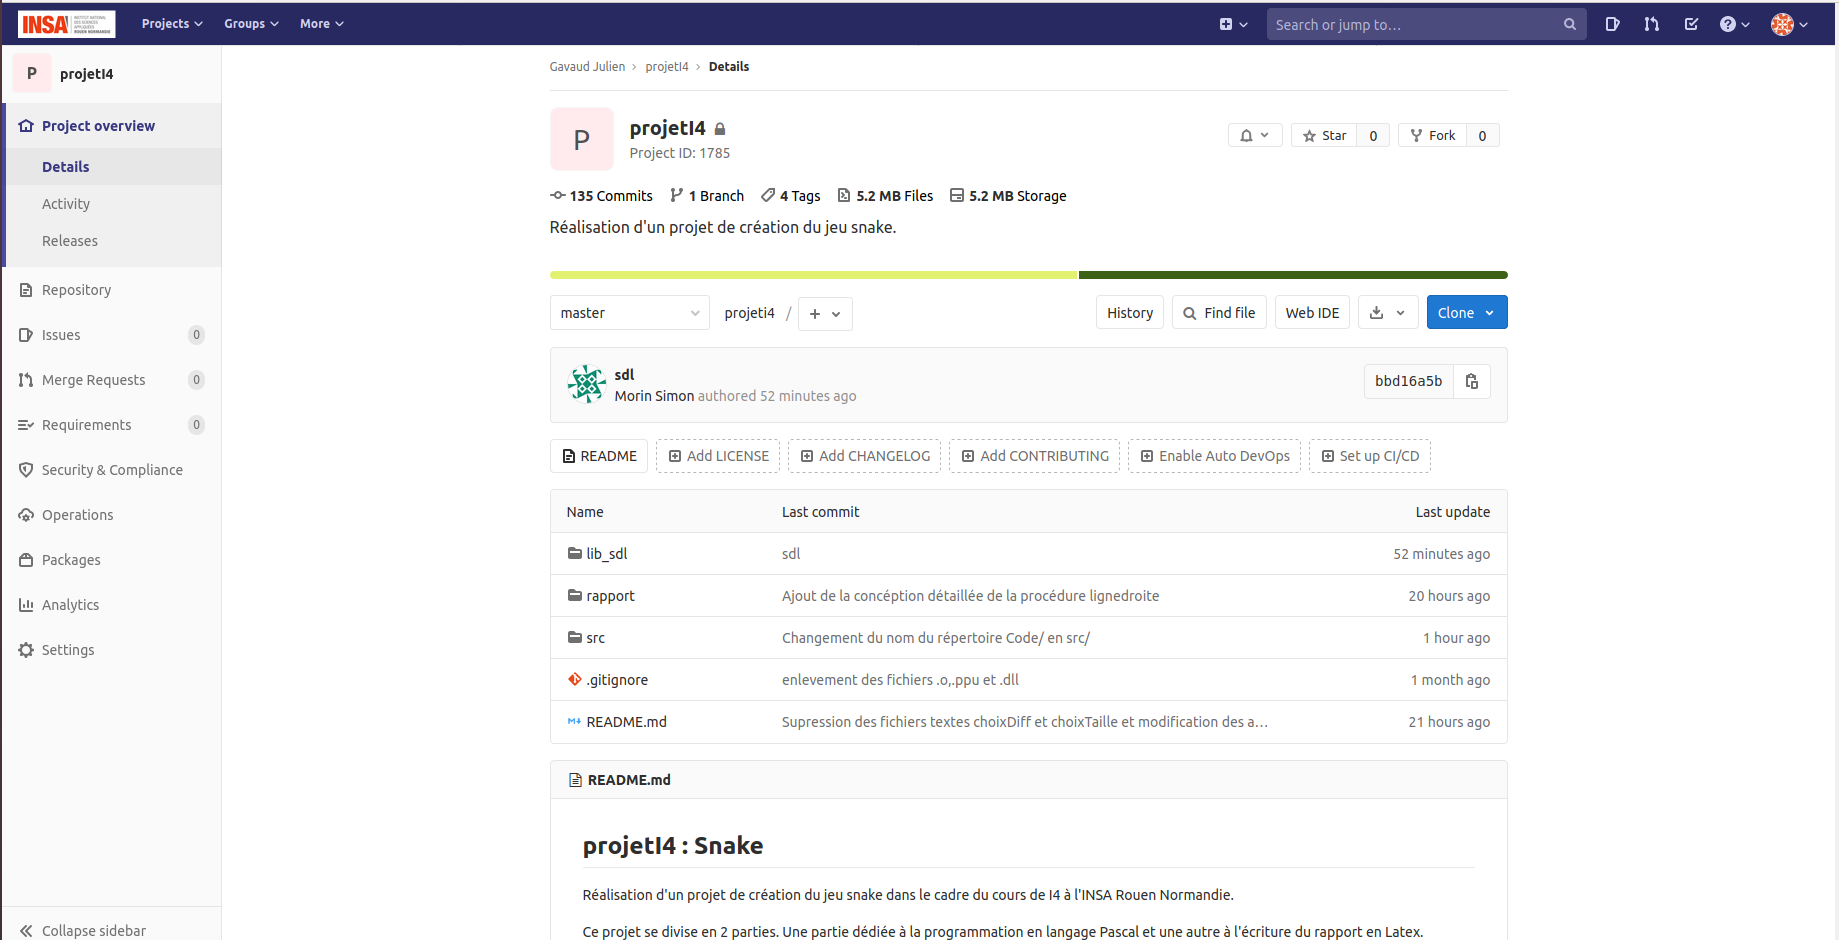 INSA INSTITUT NATIONAL DES SCIENCES APPLIQUÉES ROUEN NORMANDIE
Projects Groups More Search or jump to…
P projetI4
Project overview
Details
Activity
Releases
Repository
Issues 0
Merge Requests 0
Requirements 0
Security & Compliance
Operations
Packages
Analytics
Settings
Collapse sidebar
Gavaud Julien > projetI4 > Details
P
projetI4
Project ID: 1785
Star 0 Fork 0
135 Commits 1 Branch 4 Tags 5.2 MB Files 5.2 MB Storage
Réalisation d'un projet de création du jeu snake.
master projeti4 / + History Find file Web IDE Clone
sdl
Morin Simon authored 52 minutes ago
bbd16a5b
README Add LICENSE Add CHANGELOG Add CONTRIBUTING Enable Auto DevOps Set up CI/CD
Name Last commit Last update
lib_sdl sdl 52 minutes ago
rapport Ajout de la concéption détaillée de la procédure lignedroite 20 hours ago
src Changement du nom du répertoire Code/ en src/ 1 hour ago
.gitignore enlevement des fichiers .o,.ppu et .dll 1 month ago
README.md Supression des fichiers textes choixDiff et choixTaille et modification des a… 21 hours ago
README.md
projetI4 : Snake
Réalisation d'un projet de création du jeu snake dans le cadre du cours de I4 à l'INSA Rouen Normandie.
Ce projet se divise en 2 parties. Une partie dédiée à la programmation en langage Pascal et une autre à l'écriture du rapport en Latex.